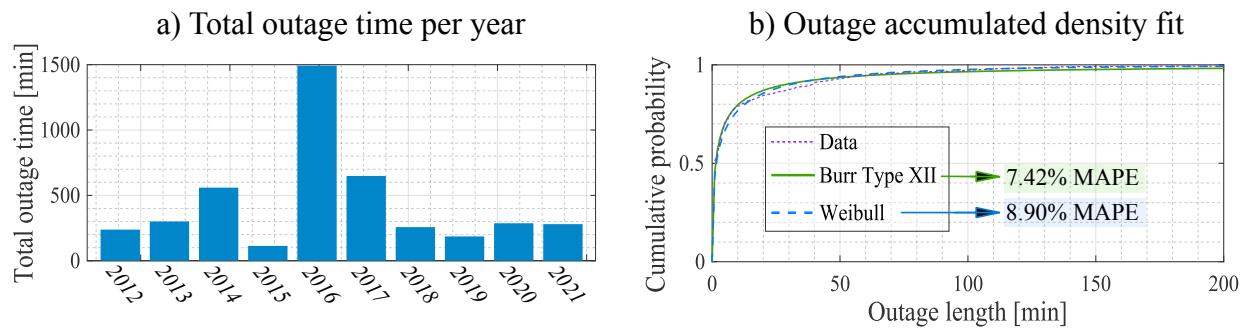 a) Total outage time per year
Total outage time [min]
1500
1000
500
0
2012
2013
2014
2015
2016
2017
2018
2019
2020
2021
b) Outage accumulated density fit
Cumulative probability
1
0.5
0
Data
Burr Type XII
7.42% MAPE
Weibull
8.90% MAPE
0
50
100
150
200
Outage length [min]